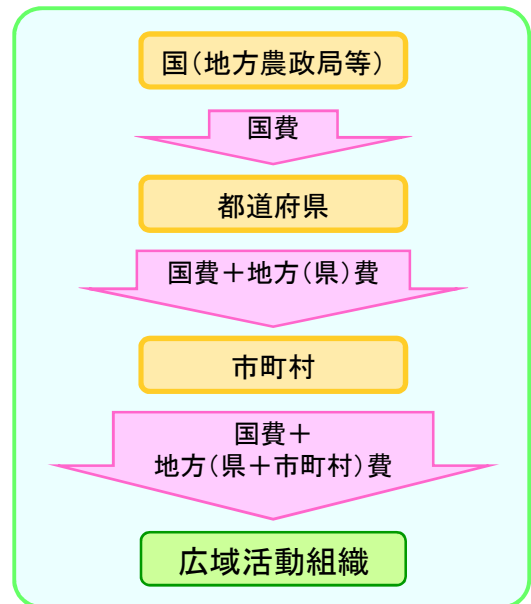 国（地方農政局等）
国費
都道府県
国費＋地方（県）費
市町村
国費＋
地方（県＋市町村）費
広域活動組織